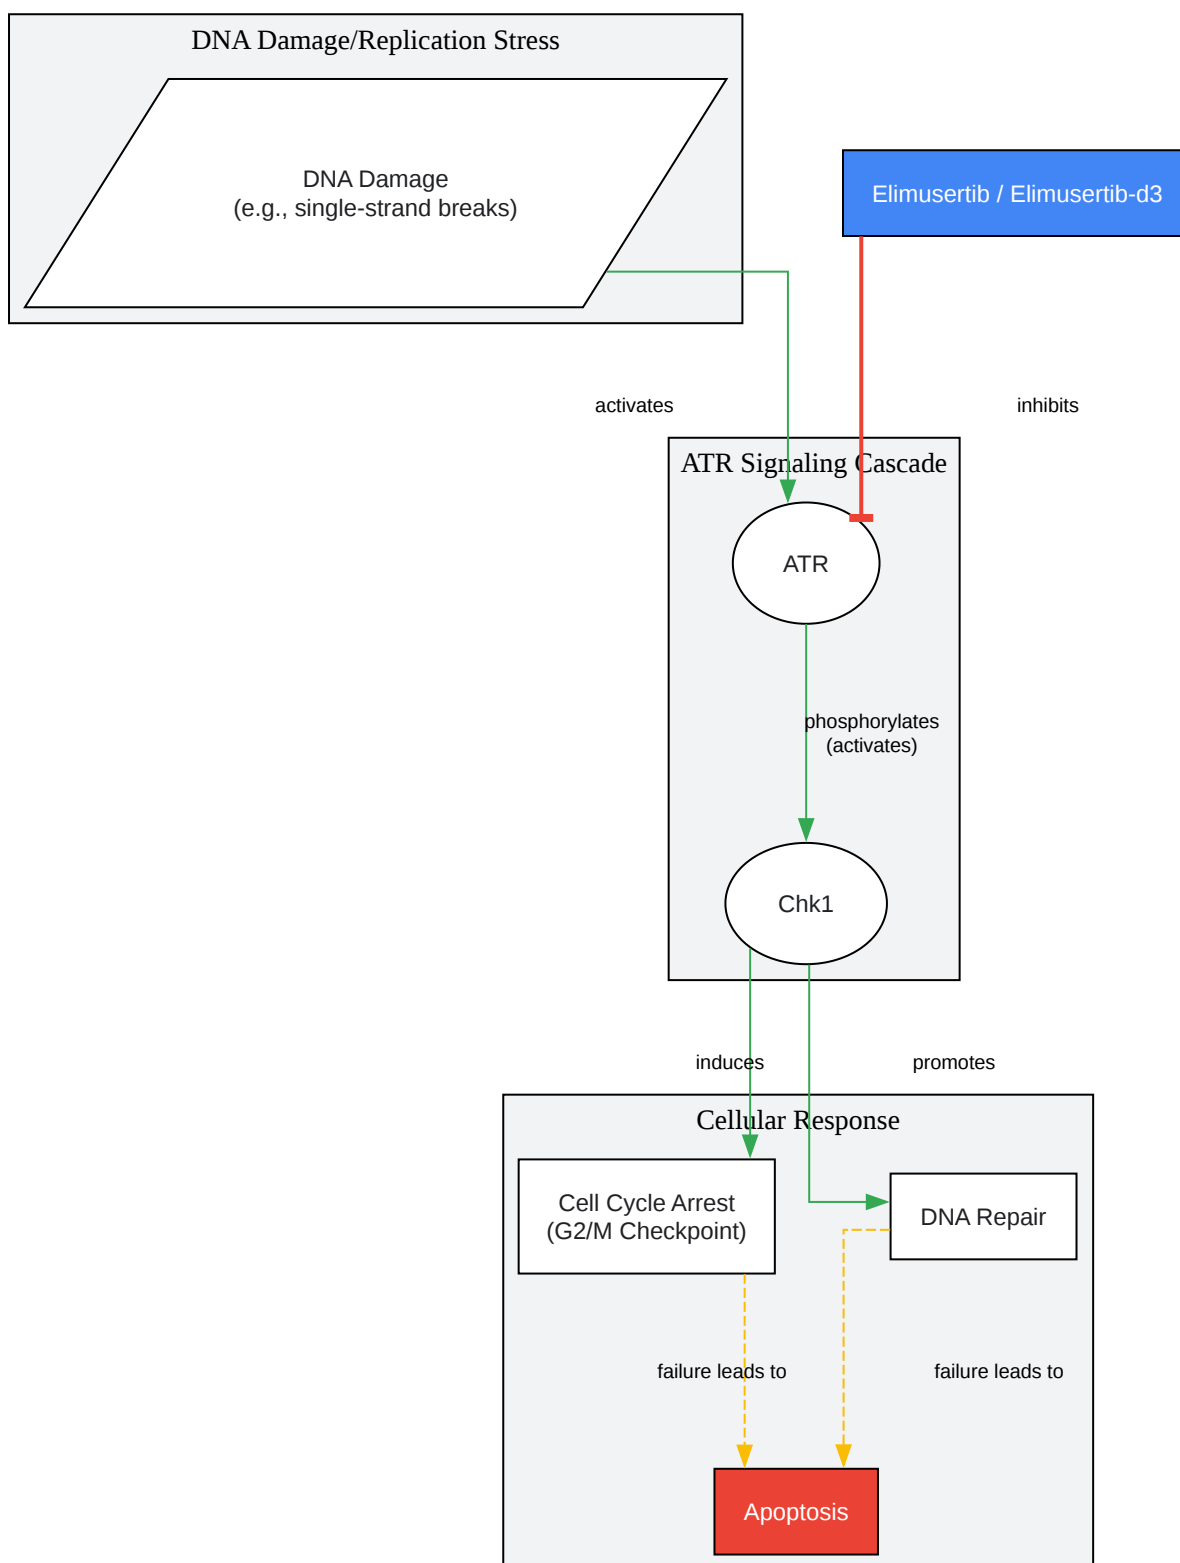 DNA Damage/Replication Stress
DNA Damage
(e.g., single-strand breaks)
Elimusertib / Elimusertib-d3
activates
inhibits
ATR Signaling Cascade
ATR
phosphorylates
(activates)
Chk1
induces
promotes
Cellular Response
Cell Cycle Arrest
(G2/M Checkpoint)
DNA Repair
failure leads to
failure leads to
Apoptosis